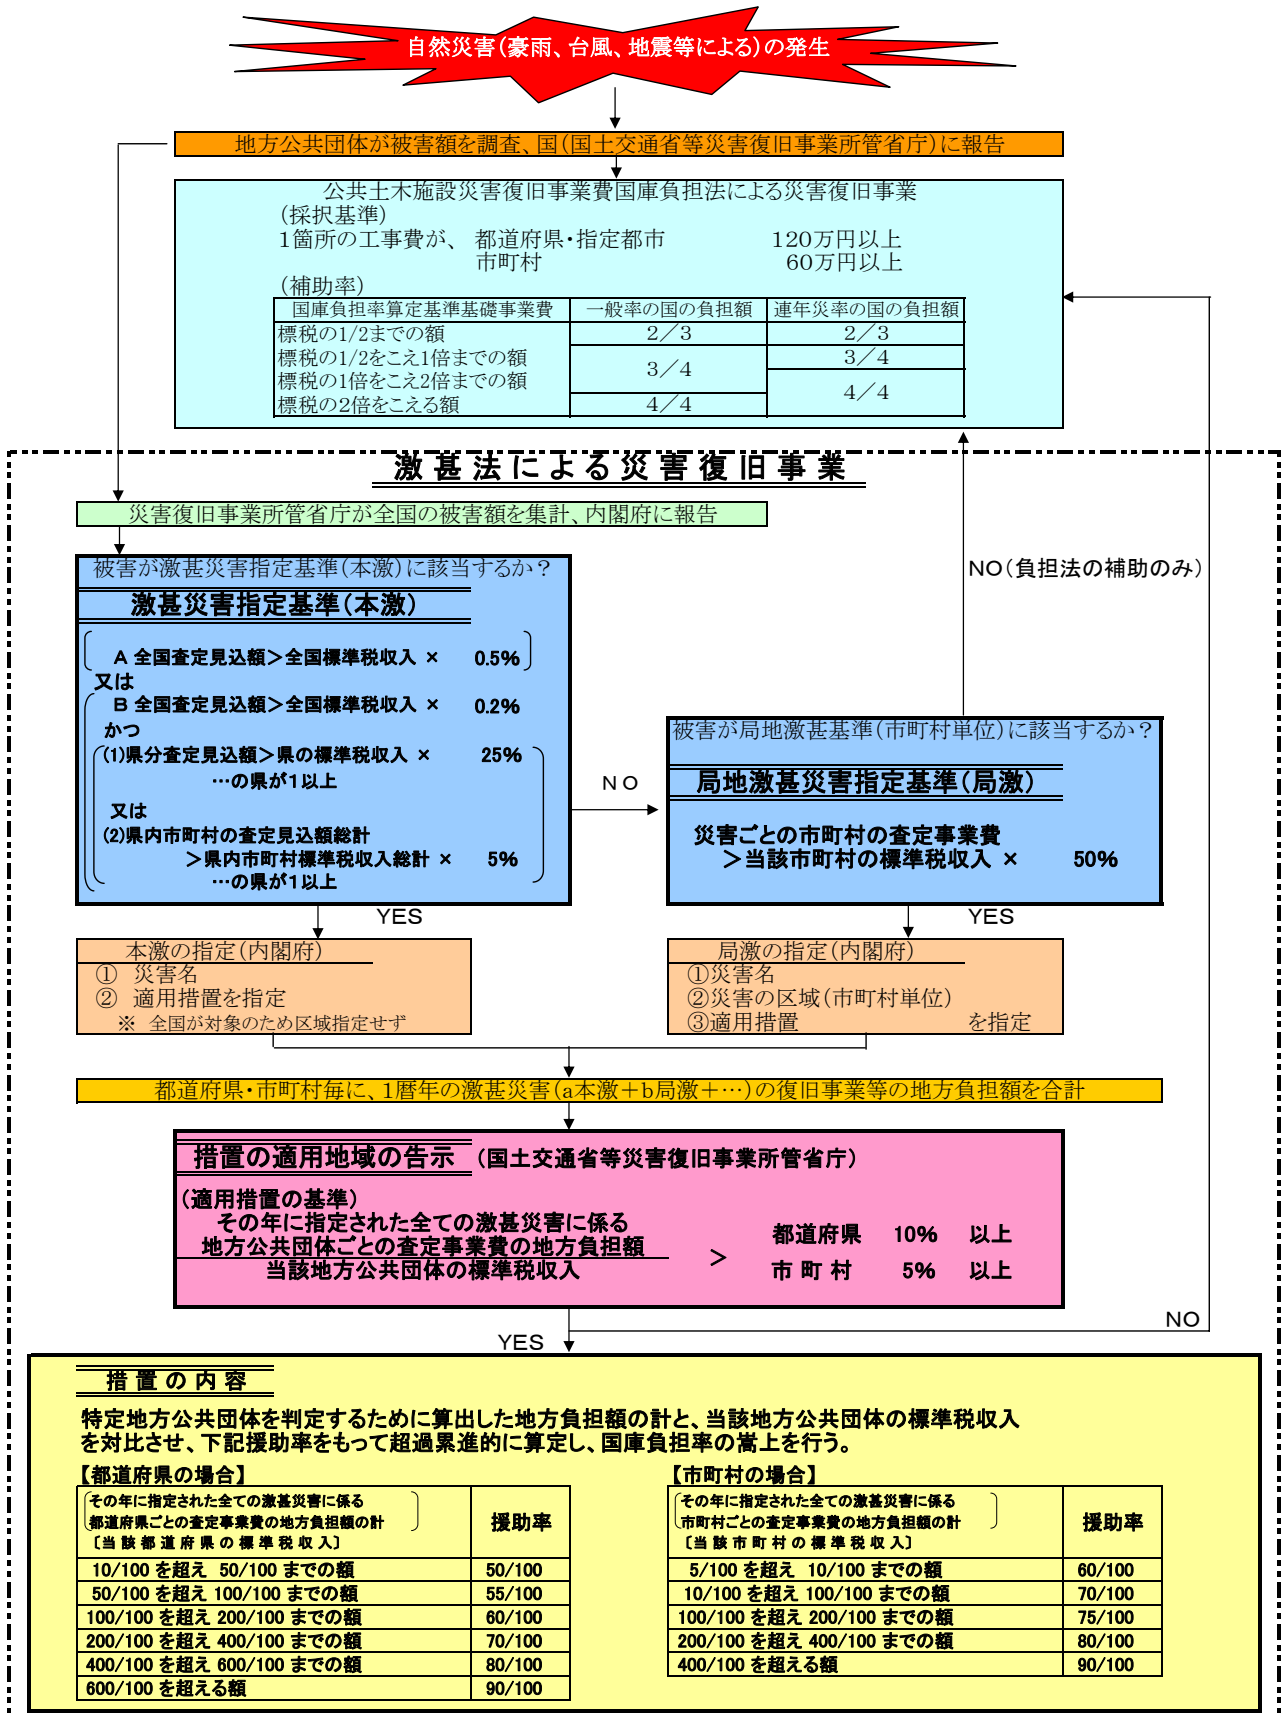 自然災害(豪雨、台風、地震等による)の発生
地方公共団体が被害額を調査、国(国土交通省等災害復旧事業所管省庁)に報告
公共土木施設災害復旧事業費国庫負担法による災害復旧事業
(採択基準)
1箇所の工事費が、 都道府県・指定都市 120万円以上
市町村 60万円以上
(補助率)
国庫負担率算定基準基礎事業費 一般率の国の負担額 連年災率の国の負担額
標税の1/2までの額 2/3 2/3
標税の1/2をこえ1倍までの額 3/4 3/4
標税の1倍をこえ2倍までの額 4/4
標税の2倍をこえる額 4/4
激甚法による災害復旧事業
災害復旧事業所管省庁が全国の被害額を集計、内閣府に報告
被害が激甚災害指定基準(本激)に該当するか?
激甚災害指定基準(本激)
A 全国査定見込額>全国標準税収入 × 0.5%
又は
B 全国査定見込額>全国標準税収入 × 0.2%
かつ
(1)県分査定見込額>県の標準税収入 × 25%
…の県が1以上
又は
(2)県内市町村の査定見込額総計
>県内市町村標準税収入総計 × 5%
…の県が1以上
NO
NO(負担法の補助のみ)
被害が局地激甚基準(市町村単位)に該当するか?
局地激甚災害指定基準(局激)
災害ごとの市町村の査定事業費
>当該市町村の標準税収入 × 50%
YES
YES
本激の指定(内閣府)
① 災害名
② 適用措置を指定
※ 全国が対象のため区域指定せず
局激の指定(内閣府)
①災害名
②災害の区域(市町村単位)
③適用措置 を指定
都道府県・市町村毎に、1暦年の激甚災害(a本激+b局激+…)の復旧事業等の地方負担額を合計
措置の適用地域の告示 (国土交通省等災害復旧事業所管省庁)
(適用措置の基準)
その年に指定された全ての激甚災害に係る
地方公共団体ごとの査定事業費の地方負担額
当該地方公共団体の標準税収入
>
都道府県 10% 以上
市町村 5% 以上
NO
YES
措置の内容
特定地方公共団体を判定するために算出した地方負担額の計と、当該地方公共団体の標準税収入
を対比させ、下記援助率をもって超過累進的に算定し、国庫負担率の嵩上を行う。
【都道府県の場合】
その年に指定された全ての激甚災害に係る
都道府県ごとの査定事業費の地方負担額の計
〔当該都道府県の標準税収入〕
援助率
10/100 を超え 50/100 までの額 50/100
50/100 を超え 100/100 までの額 55/100
100/100 を超え 200/100 までの額 60/100
200/100 を超え 400/100 までの額 70/100
400/100 を超え 600/100 までの額 80/100
600/100 を超える額 90/100
【市町村の場合】
その年に指定された全ての激甚災害に係る
市町村ごとの査定事業費の地方負担額の計
〔当該市町村の標準税収入〕
援助率
5/100 を超え 10/100 までの額 60/100
10/100 を超え 100/100 までの額 70/100
100/100 を超え 200/100 までの額 75/100
200/100 を超え 400/100 までの額 80/100
400/100 を超える額 90/100